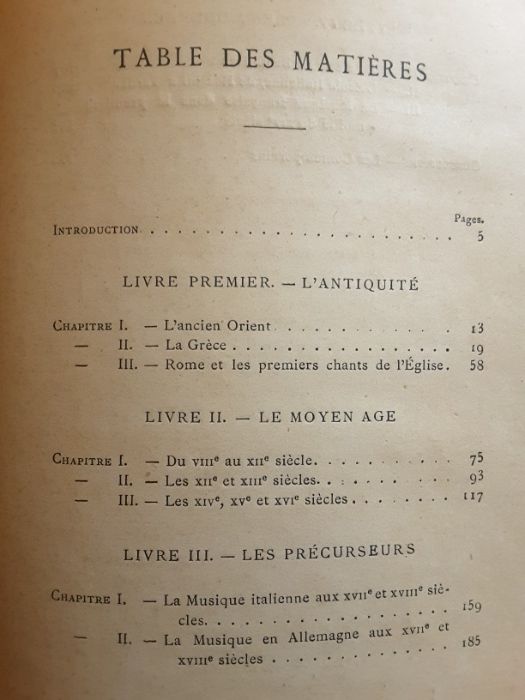 TABLE DES MATIÈRES
Pages.
INTRODUCTION . . . . . . . . . . . . . . . . . . . . . . 5
LIVRE PREMIER. — L'ANTIQUITÉ
CHAPITRE I. — L'ancien Orient . . . . . . . . . . . . . 13
— II. — La Grèce . . . . . . . . . . . . . . . . 19
— III. — Rome et les premiers chants de l'Église. 58
LIVRE II. — LE MOYEN AGE
CHAPITRE I. — Du VIIIe au XIIe siècle. . . . . . . . . . 75
— II. — Les XIIe et XIIIe siècles. . . . . . . . . . 93
— III. — Les XIVe, XVe et XVIe siècles . . . . . . . 117
LIVRE III. — LES PRÉCURSEURS
CHAPITRE I. — La Musique italienne aux XVIIe et XVIIIe siè-
cles. . . . . . . . . . . . . . . . . . . 159
— II. — La Musique en Allemagne aux XVIIe et
XVIIIe siècles . . . . . . . . . . . . . . 185